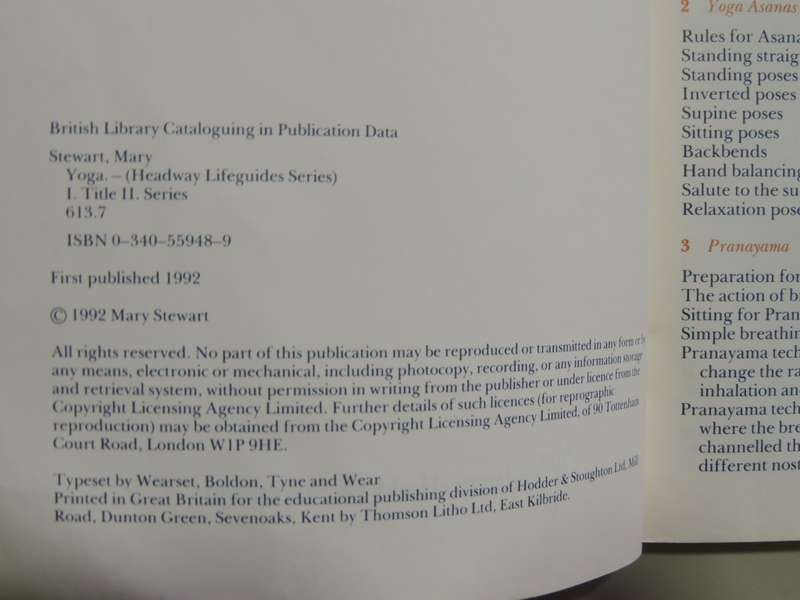 British Library Cataloguing in Publication Data
Stewart, Mary
Yoga. – (Headway Lifeguides Series)
I. Title II. Series
613.7
ISBN 0–340–55948–9
First published 1992
© 1992 Mary Stewart
All rights reserved. No part of this publication may be reproduced or transmitted in any form or by
any means, electronic or mechanical, including photocopy, recording, or any information storage
and retrieval system, without permission in writing from the publisher or under licence from the
Copyright Licensing Agency Limited. Further details of such licences (for reprographic
reproduction) may be obtained from the Copyright Licensing Agency Limited, of 90 Tottenham
Court Road, London W1P 9HE.
Typeset by Wearset, Boldon, Tyne and Wear
Printed in Great Britain for the educational publishing division of Hodder & Stoughton Ltd, Mill
Road, Dunton Green, Sevenoaks, Kent by Thomson Litho Ltd, East Kilbride.
2 Yoga Asanas
Rules for Asana
Standing straig
Standing poses
Inverted poses
Supine poses
Sitting poses
Backbends
Hand balancing
Salute to the su
Relaxation pose
3 Pranayama
Preparation for
The action of b
Sitting for Pran
Simple breathin
Pranayama tech
change the ra
inhalation an
Pranayama tech
where the bre
channelled th
different nost